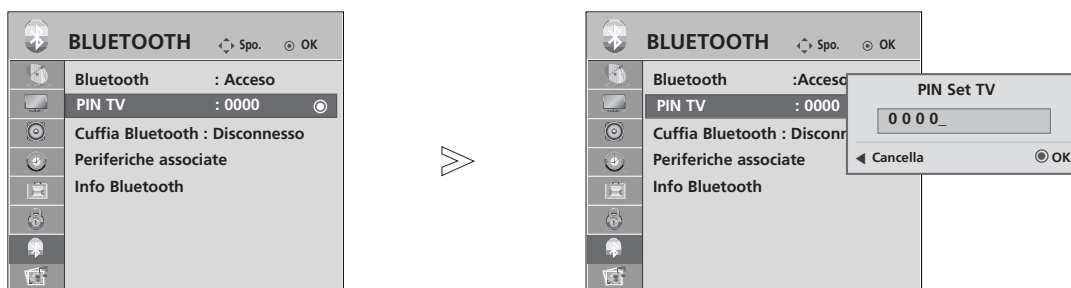 BLUETOOTH Spo. OK
Bluetooth : Acceso
PIN TV : 0000
Cuffia Bluetooth : Disconnesso
Periferiche associate
Info Bluetooth
BLUETOOTH Spo. OK
Bluetooth :Acceso
PIN TV : 0000
Cuffia Bluetooth : Disconr
Periferiche associate
Info Bluetooth
PIN Set TV
0 0 0 0_
Cancella OK